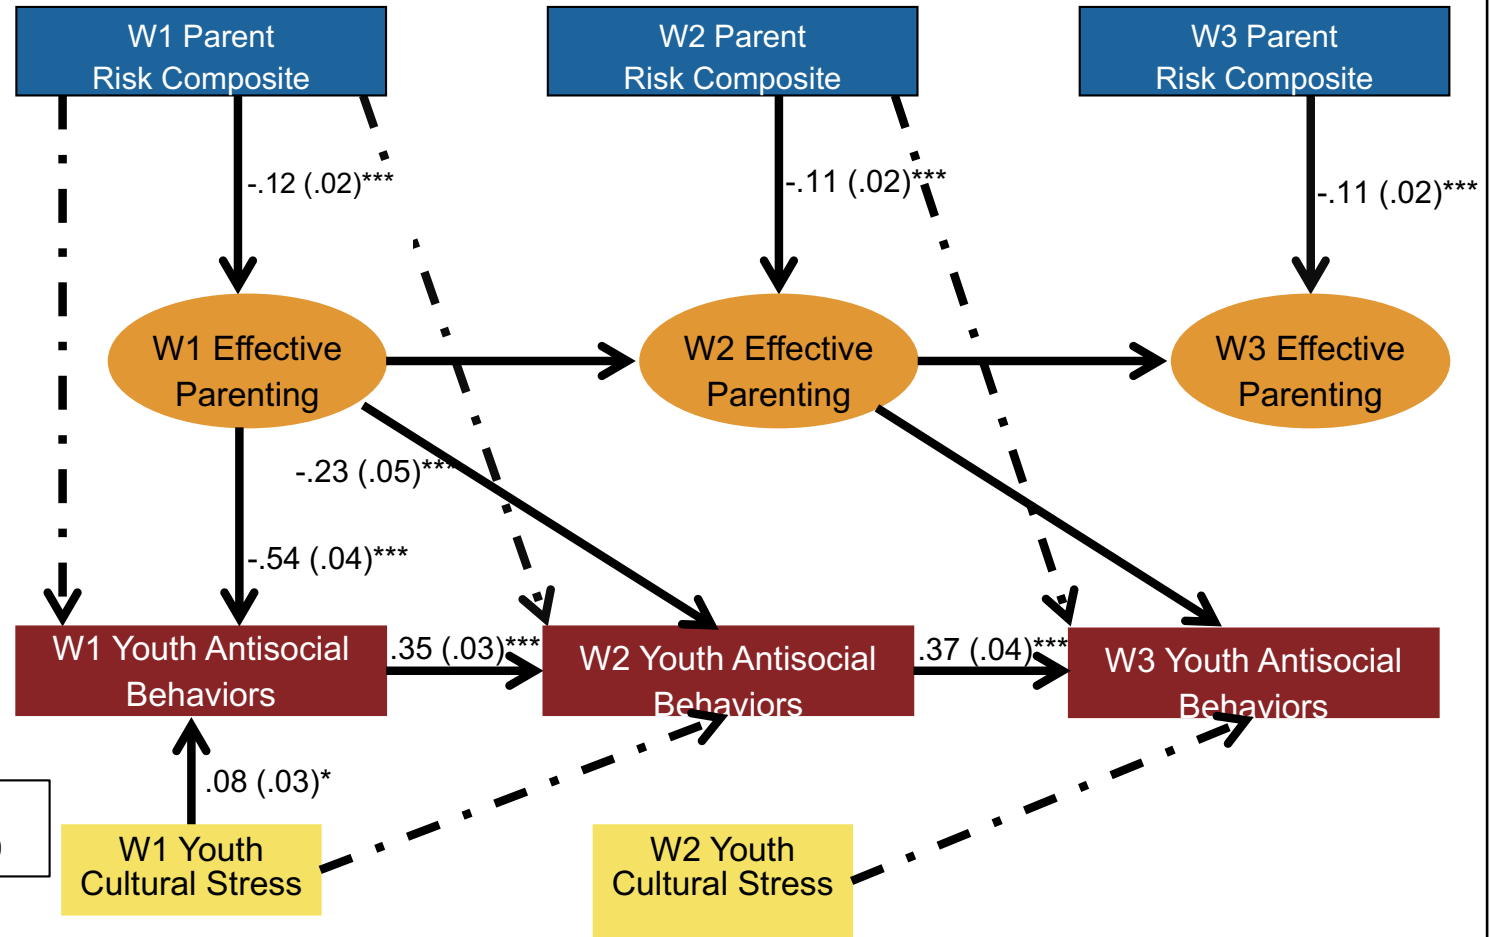 W1 Parent
Risk Composite
W2 Parent
Risk Composite
W3 Parent
Risk Composite
-.12 (.02)***
-.11 (.02)***
-.11 (.02)***
W1 Effective
Parenting
W2 Effective
Parenting
W3 Effective
Parenting
-.23 (.05)***
-.54 (.04)***
W1 Youth Antisocial
Behaviors
.35 (.03)***
W2 Youth Antisocial
Behaviors
.37 (.04)***
W3 Youth Antisocial
Behaviors
.08 (.03)*
)
W1 Youth
Cultural Stress
W2 Youth
Cultural Stress